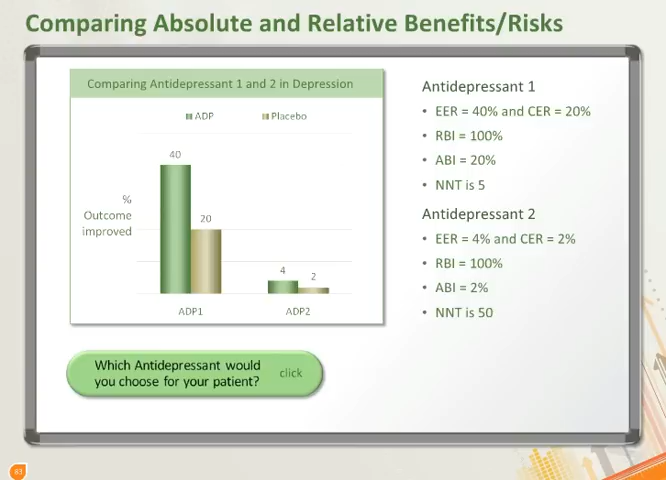 Comparing Absolute and Relative Benefits/Risks
Comparing Antidepressant 1 and 2 in Depression
ADP
Placebo
%
Outcome
improved
40
20
4
2
ADP1
ADP2
Antidepressant 1
• EER = 40% and CER = 20%
• RBI = 100%
• ABI = 20%
• NNT is 5
Antidepressant 2
• EER = 4% and CER = 2%
• RBI = 100%
• ABI = 2%
• NNT is 50
Which Antidepressant would
you choose for your patient?
click
83